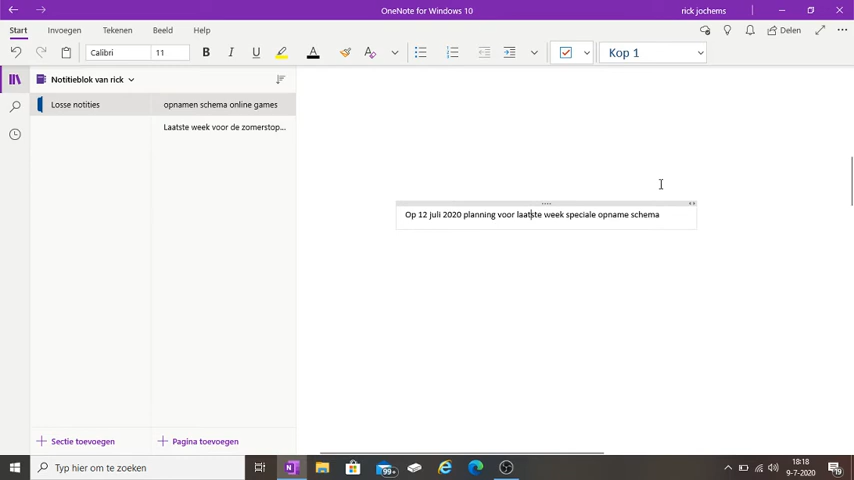 OneNote for Windows 10
rick jochems
Start Invoegen Tekenen Beeld Help
Delen
Calibri 11 B I U A A Kop 1
Notitieblok van rick
Losse notities
opnamen schema online games
Laatste week voor de zomerstop...
Op 12 juli 2020 planning voor laatste week speciale opname schema
Sectie toevoegen
Pagina toevoegen
Typ hier om te zoeken
99+
18:18
9-7-2020
19